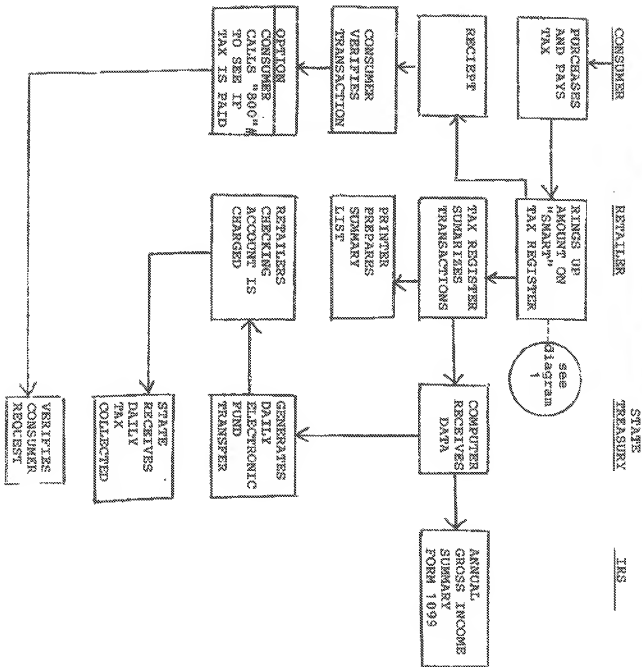 CONSUMER
RETAILER
STATE
TREASURY
IRS
PURCHASES
AND PAYS
TAX
RINGS UP
AMOUNT ON
"SMART"
TAX REGISTER
see
diagram
1
RECIEPT
TAX REGISTER
SUMARIZES
TRANSACTIONS
COMPUTER
RECEIVES
DATA
ANNUAL
GROSS INCOME
SUMMARY
FORM 1099
CONSUMER
VERIFIES
TRANSACTION
PRINTER
PREPARES
SUMMARY
LIST
OPTION
CONSUMER
CALLS "800"#
TO SEE IF
TAX IS PAID
RETAILERS
CHECKING
ACCOUNT IS
CHARGED
GENERATES
DAILY
ELECTRONIC
FUND
TRANSFER
STATE
RECEIVES
DAILY
TAX
COLLECTED
VERIFIES
CONSUMER
REQUEST